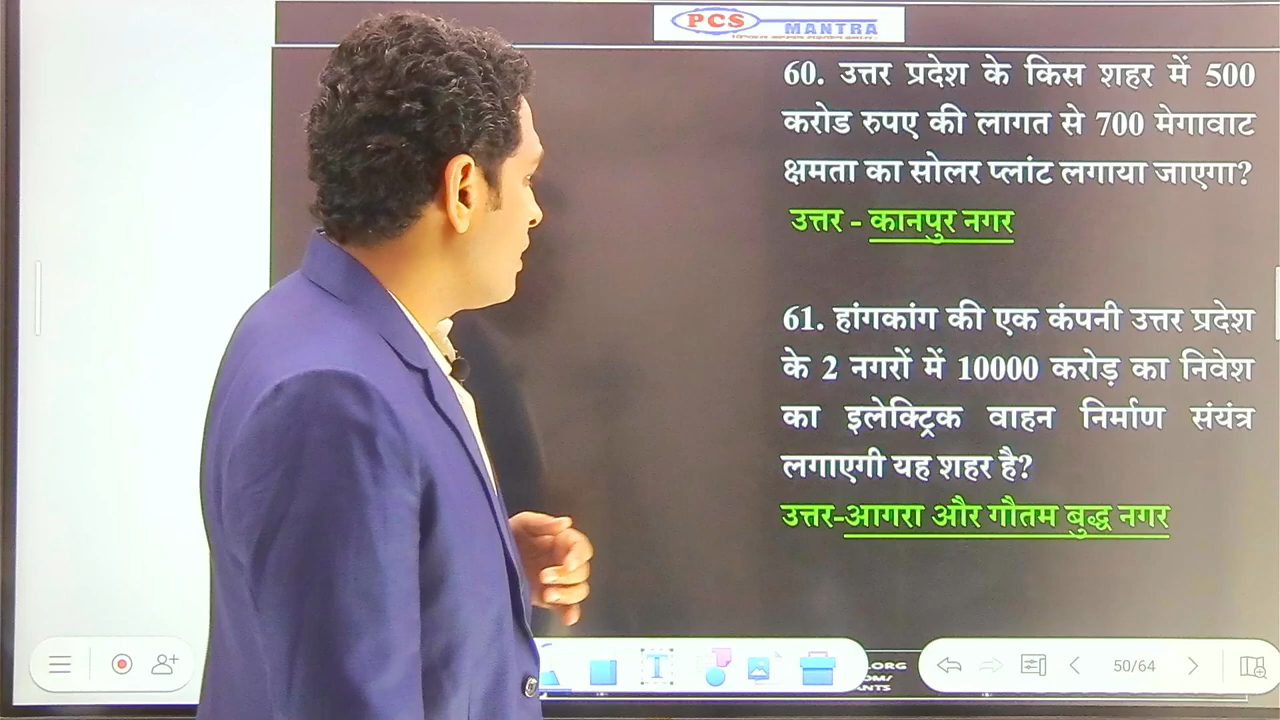 PCS MANTRA
60. उत्तर प्रदेश के किस शहर में 500
करोड रुपए की लागत से 700 मेगावाट
क्षमता का सोलर प्लांट लगाया जाएगा?
उत्तर - कानपुर नगर
61. हांगकांग की एक कंपनी उत्तर प्रदेश
के 2 नगरों में 10000 करोड़ का निवेश
का इलेक्ट्रिक वाहन निर्माण संयंत्र
लगाएगी यह शहर है?
उत्तर-आगरा और गौतम बुद्ध नगर
50/64